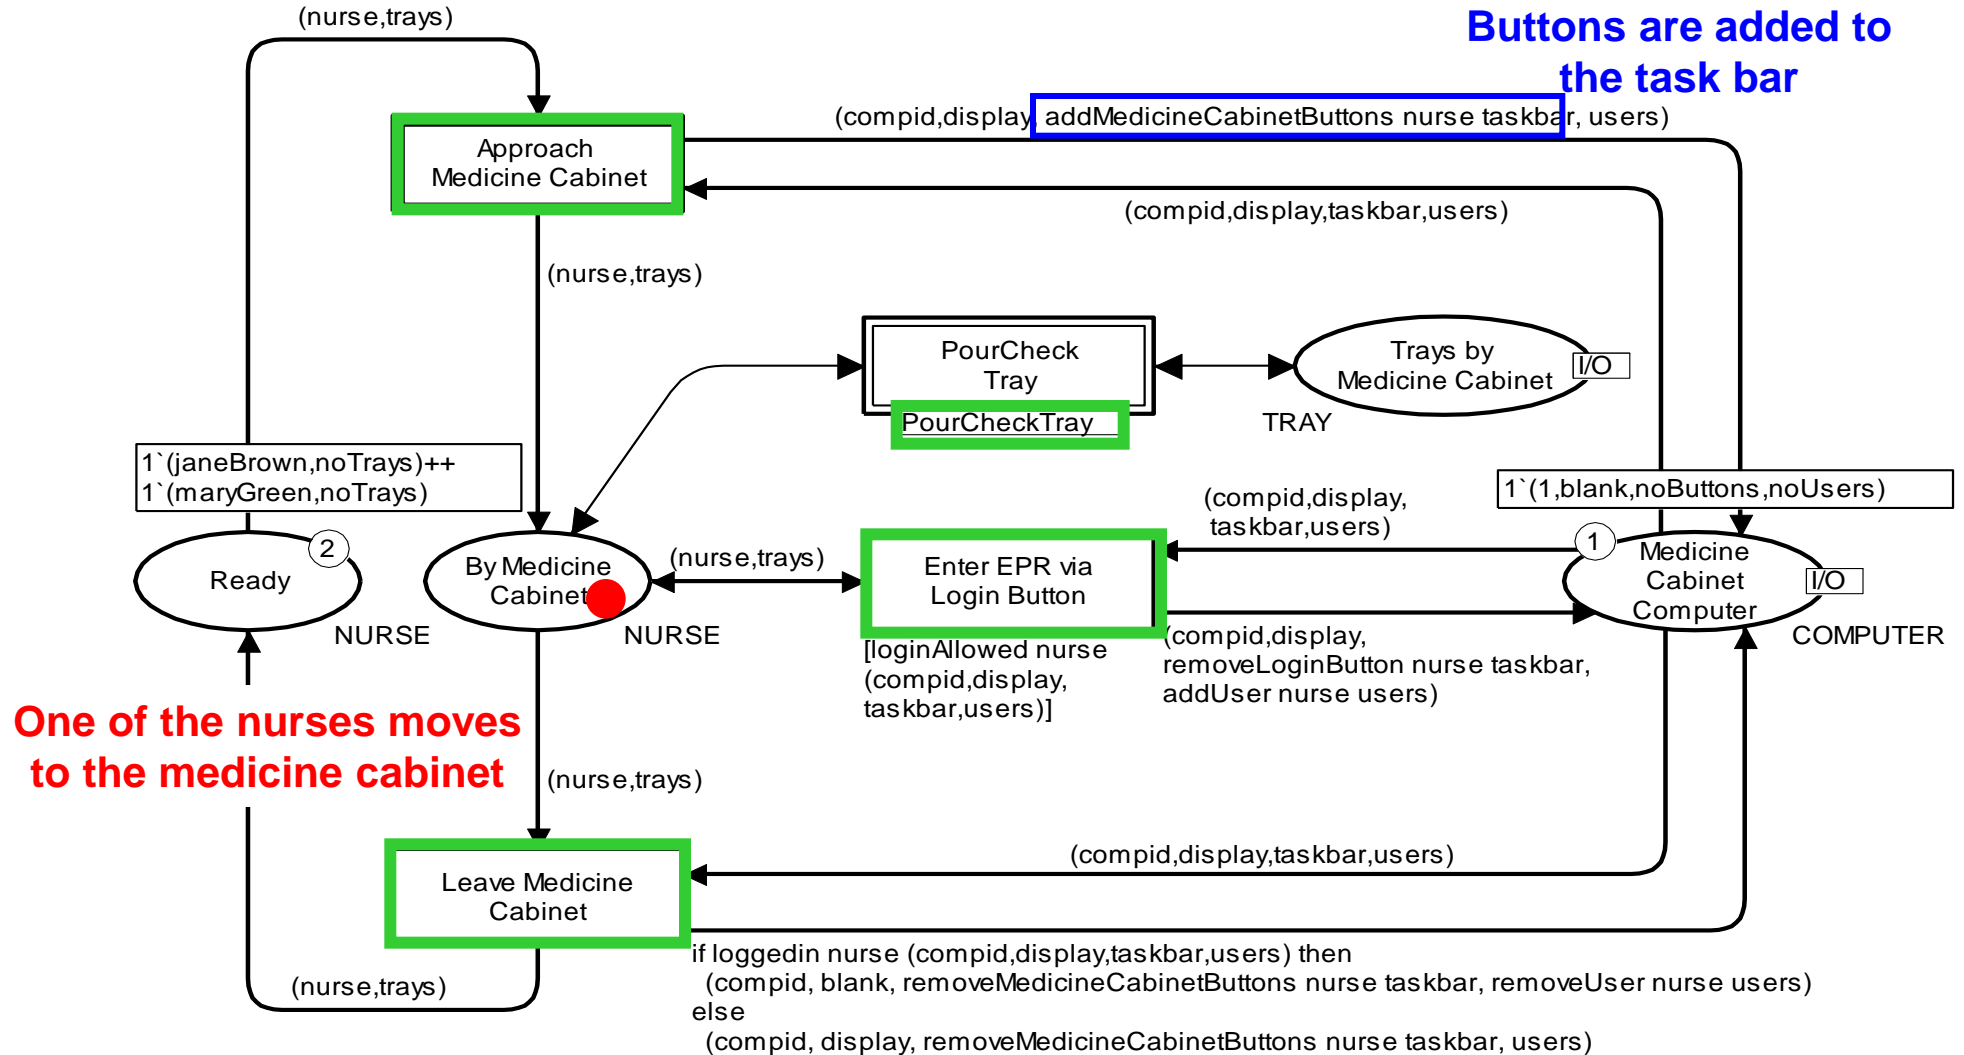 (nurse,trays)
Buttons are added to
the task bar
(compid,display, addMedicineCabinetButtons nurse taskbar, users)
Approach
Medicine Cabinet
(compid,display,taskbar,users)
(nurse,trays)
PourCheck
Tray
PourCheckTray
Trays by
Medicine Cabinet
I/O
TRAY
1`(janeBrown,noTrays)++
1`(maryGreen,noTrays)
1`(1,blank,noButtons,noUsers)
(compid,display,
taskbar,users)
Ready
2
NURSE
By Medicine
Cabinet
NURSE
(nurse,trays)
Enter EPR via
Login Button
1
Medicine
Cabinet
Computer
I/O
COMPUTER
[loginAllowed nurse
(compid,display,
taskbar,users)]
(compid,display,
removeLoginButton nurse taskbar,
addUser nurse users)
One of the nurses moves
to the medicine cabinet
(nurse,trays)
(compid,display,taskbar,users)
Leave Medicine
Cabinet
if loggedin nurse (compid,display,taskbar,users) then
(compid, blank, removeMedicineCabinetButtons nurse taskbar, removeUser nurse users)
else
(compid, display, removeMedicineCabinetButtons nurse taskbar, users)
(nurse,trays)